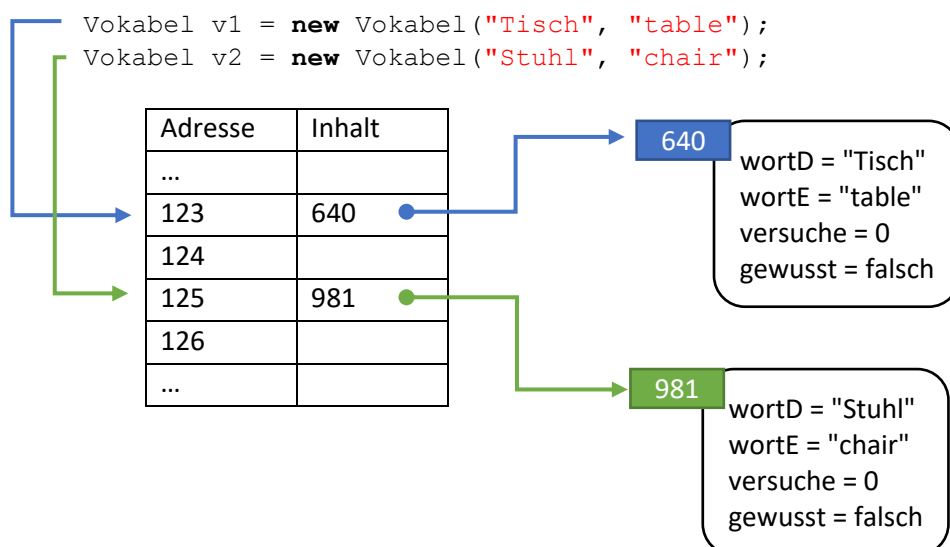 Vokabel v1 = new Vokabel("Tisch", "table");
Vokabel v2 = new Vokabel("Stuhl", "chair");
Adresse Inhalt
...
123 640
124
125 981
126
...
640
wortD = "Tisch"
wortE = "table"
versuche = 0
gewusst = falsch
981
wortD = "Stuhl"
wortE = "chair"
versuche = 0
gewusst = falsch